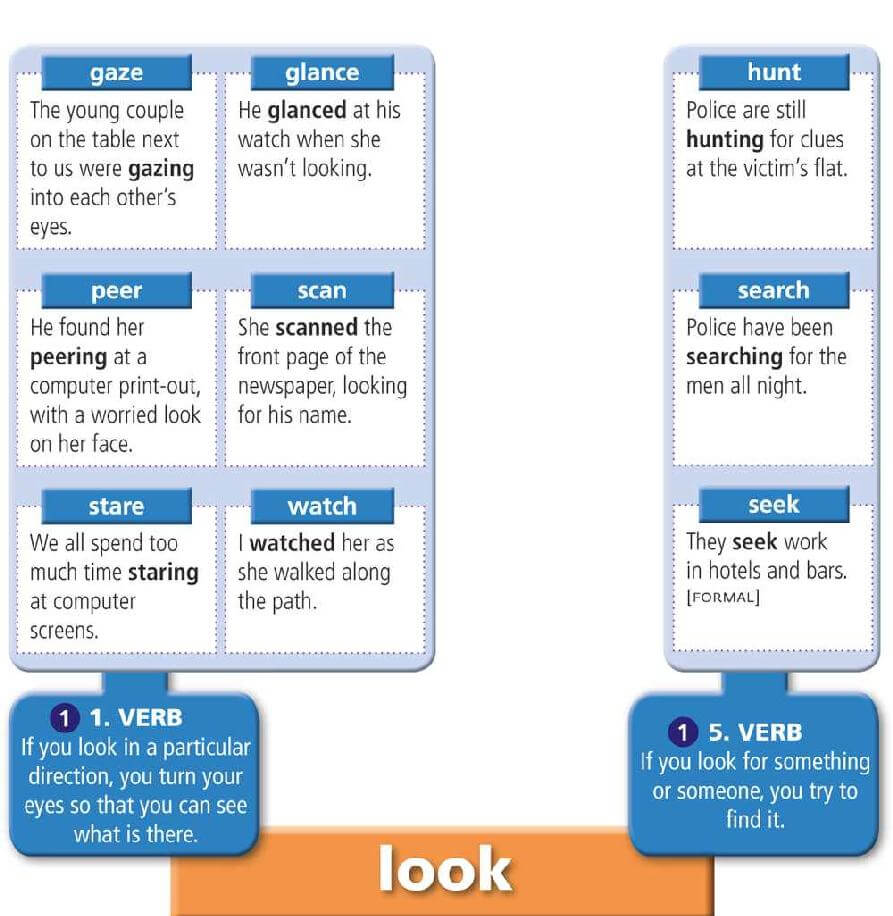 gaze
The young couple
on the table next
to us were gazing
into each other's
eyes.
glance
He glanced at his
watch when she
wasn't looking.
peer
He found her
peering at a
computer print-out,
with a worried look
on her face.
scan
She scanned the
front page of the
newspaper, looking
for his name.
stare
We all spend too
much time staring
at computer
screens.
watch
I watched her as
she walked along
the path.
1 1. VERB
If you look in a particular
direction, you turn your
eyes so that you can see
what is there.
hunt
Police are still
hunting for clues
at the victim's flat.
search
Police have been
searching for the
men all night.
seek
They seek work
in hotels and bars.
[FORMAL]
1 5. VERB
If you look for something
or someone, you try to
find it.
look